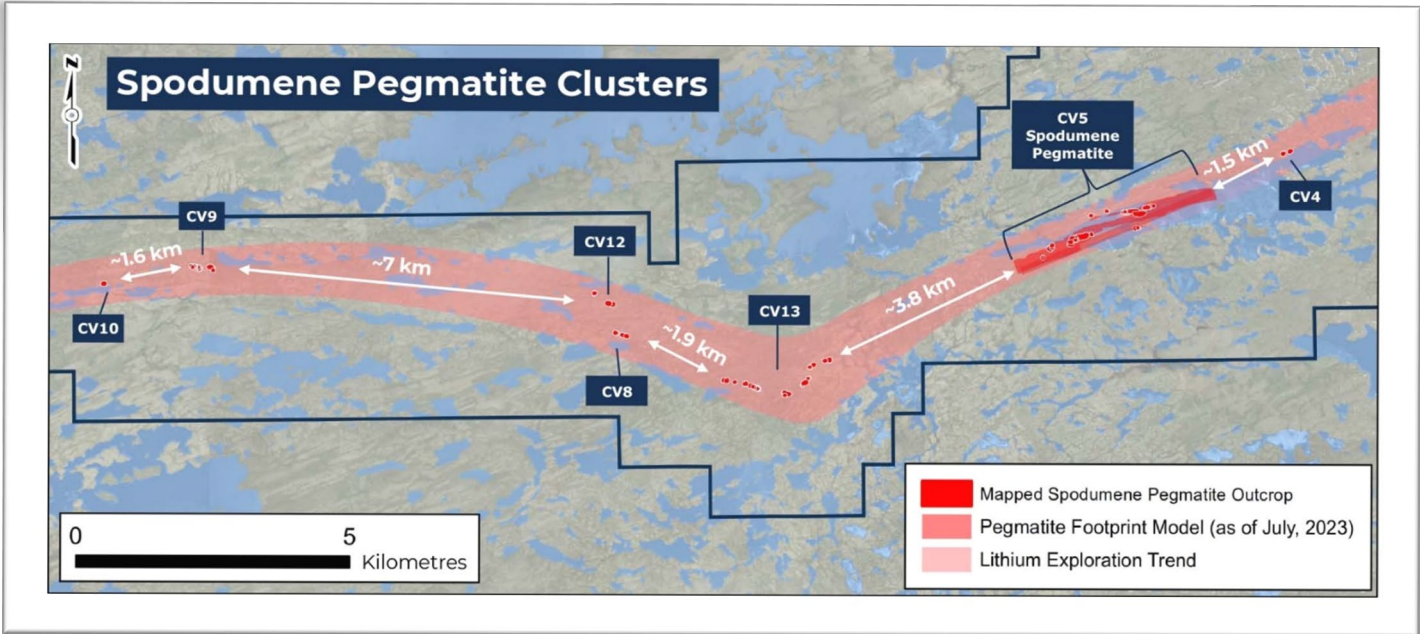 N
Spodumene Pegmatite Clusters
CV5
Spodumene
Pegmatite
~1.5 km
CV4
CV9
~1.6 km
~7 km
CV12
CV10
~3.8 km
CV13
~1.9 km
CV8
0 5
Kilometres
Mapped Spodumene Pegmatite Outcrop
Pegmatite Footprint Model (as of July, 2023)
Lithium Exploration Trend